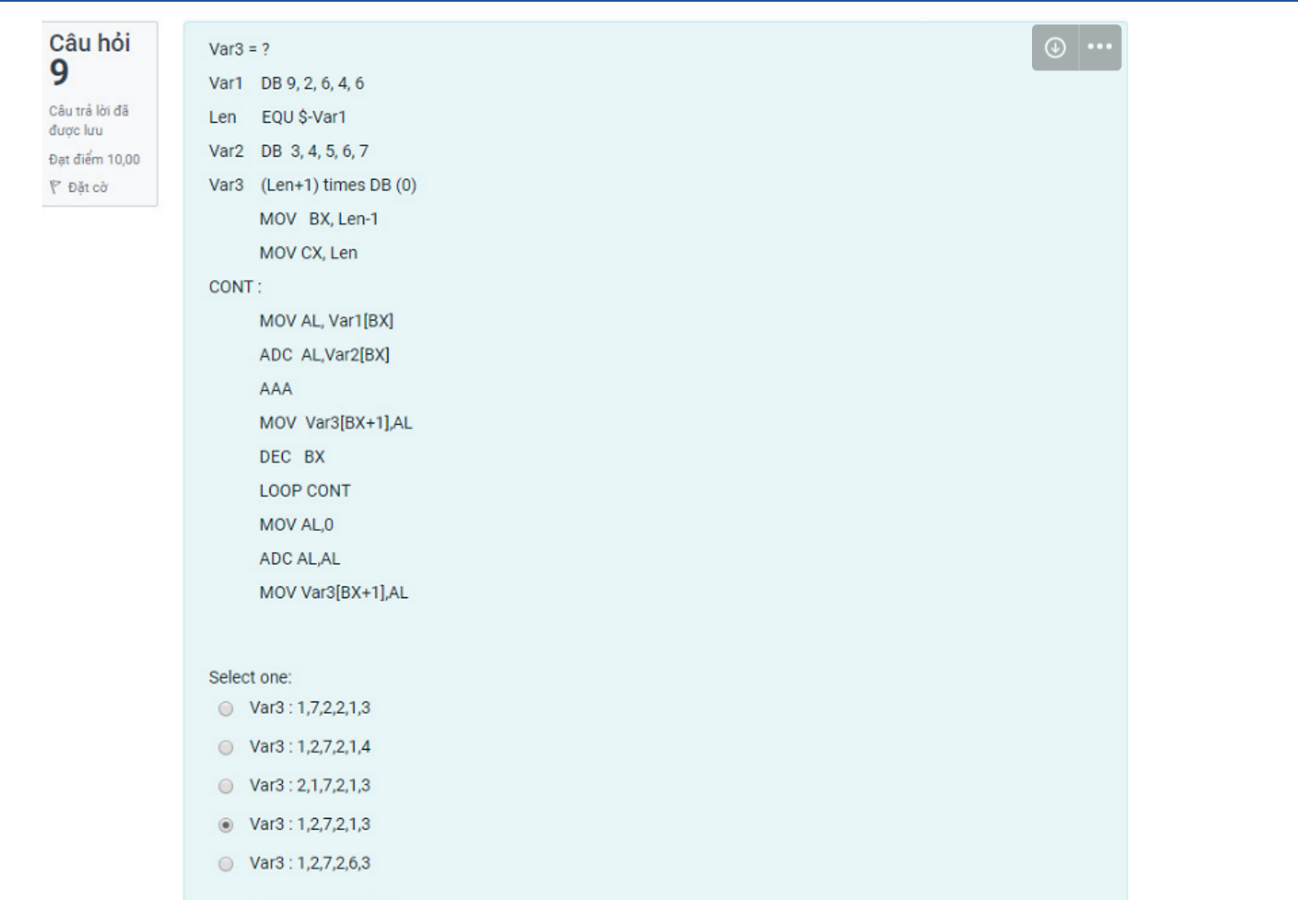 Câu hỏi
9
Câu trả lời đã
được lưu
Đạt điểm 10,00
Đặt cờ
Var3 = ?
Var1 DB 9, 2, 6, 4, 6
Len EQU $-Var1
Var2 DB 3, 4, 5, 6, 7
Var3 (Len+1) times DB (0)
MOV BX, Len-1
MOV CX, Len
CONT :
MOV AL, Var1[BX]
ADC AL,Var2[BX]
AAA
MOV Var3[BX+1],AL
DEC BX
LOOP CONT
MOV AL,0
ADC AL,AL
MOV Var3[BX+1],AL
Select one:
Var3 : 1,7,2,2,1,3
Var3 : 1,2,7,2,1,4
Var3 : 2,1,7,2,1,3
Var3 : 1,2,7,2,1,3
Var3 : 1,2,7,2,6,3